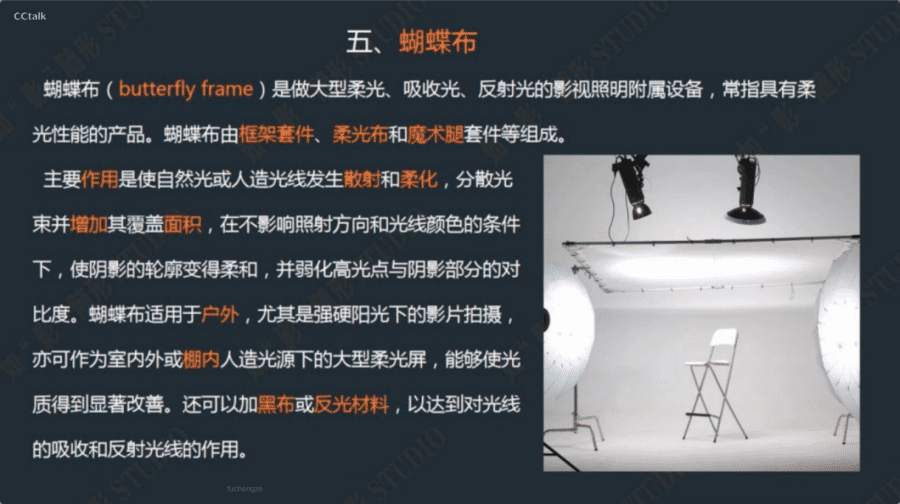 CCtalk
五、蝴蝶布
蝴蝶布（butterfly frame）是做大型柔光、吸收光、反射光的影视照明附属设备，常指具有柔
光性能的产品。蝴蝶布由框架套件、柔光布和魔术腿套件等组成。
主要作用是使自然光或人造光线发生散射和柔化，分散光
束并增加其覆盖面积，在不影响照射方向和光线颜色的条件
下，使阴影的轮廓变得柔和，并弱化高光点与阴影部分的对
比度。蝴蝶布适用于户外，尤其是强硬阳光下的影片拍摄，
亦可作为室内外或棚内人造光源下的大型柔光屏，能够使光
质得到显著改善。还可以加黑布或反光材料，以达到对光线
的吸收和反射光线的作用。
fuchengze